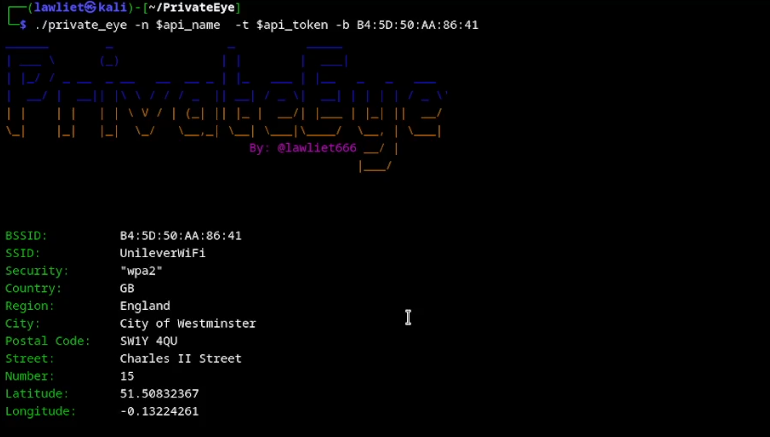 ┌──(lawliet㉿kali)-[~/PrivateEye]
└─$ ./private_eye -n $api_name  -t $api_token -b B4:5D:50:AA:86:41
PrivateEye
By: @lawliet666
BSSID: B4:5D:50:AA:86:41
SSID: UnileverWiFi
Security: "wpa2"
Country: GB
Region: England
City: City of Westminster
Postal Code: SW1Y 4QU
Street: Charles II Street
Number: 15
Latitude: 51.50832367
Longitude: -0.13224261